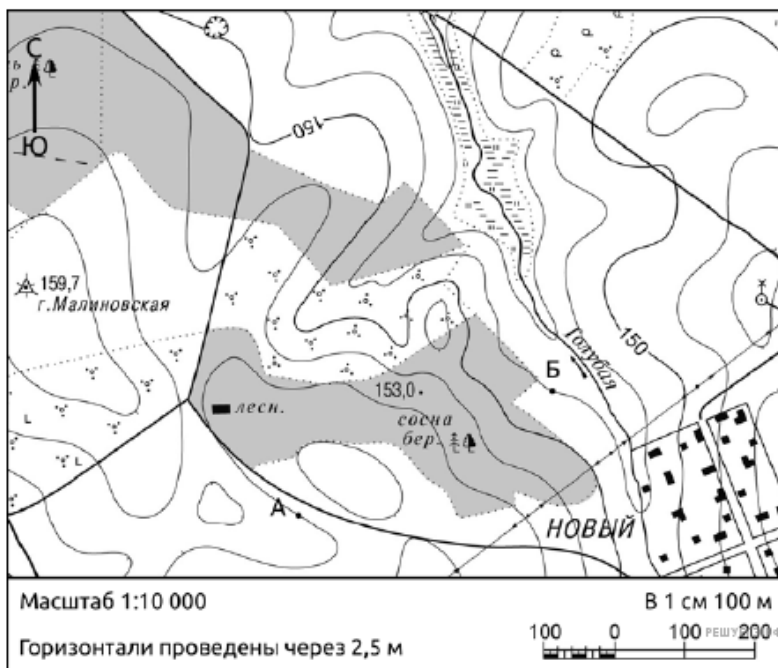 С
ь
р.
Ю
150
159,7
г.Малиновская
Голубая
150
Б
153,0
лесн.
сосна
бер.
А
НОВЫЙ
L
L
Масштаб 1:10 000
В 1 см 100 м
Горизонтали проведены через 2,5 м
100 0 100 200